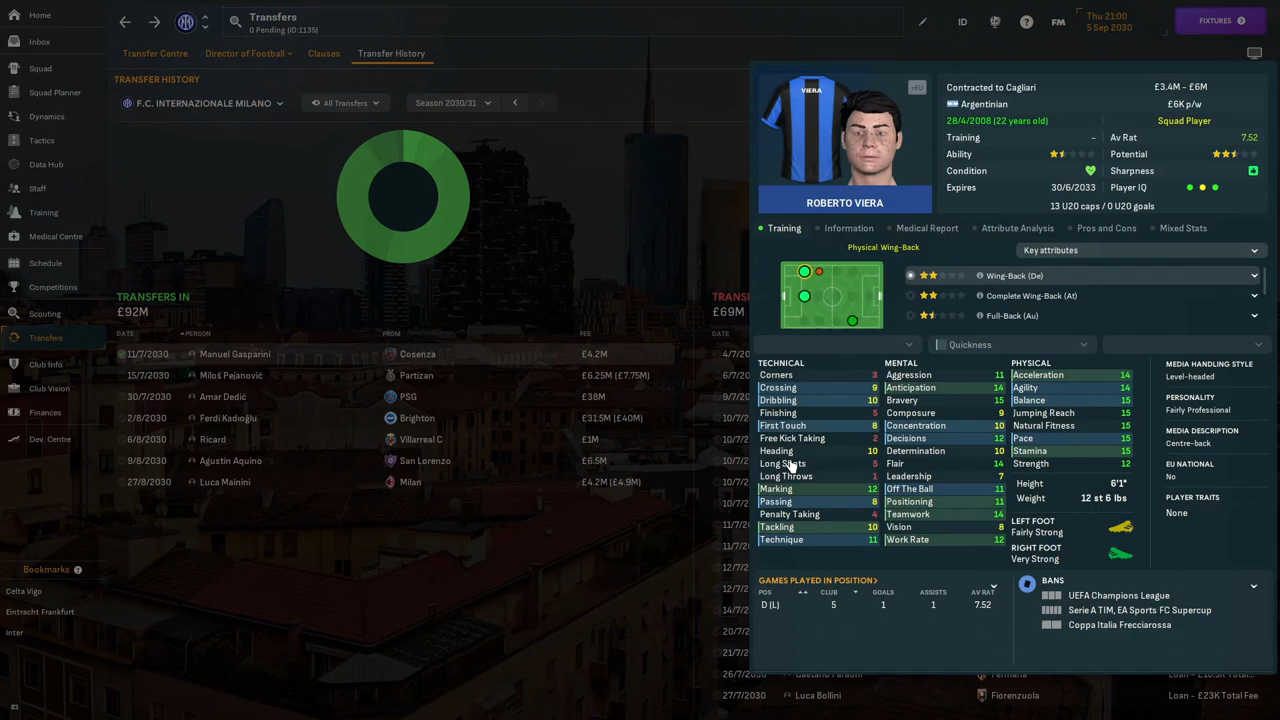 Home
Inbox
Squad
Squad Planner
Dynamics
Tactics
Data Hub
Staff
Training
Medical Centre
Schedule
Competitions
Scouting
Transfers
Club Info
Club Vision
Finances
Dev. Centre
Bookmarks ?
Celta Vigo
Eintracht Frankfurt
Inter
Transfers
0 Pending (ID:1135)
ID
?
FM
Thu 21:00
5 Sep 2030
FIXTURES
Transfer Centre
Director of Football
Clauses
Transfer History
TRANSFER HISTORY
F.C. INTERNAZIONALE MILANO
All Transfers
Season 2030/31
TRANSFERS IN
£92M
DATE PERSON FROM FEE
11/7/2030 Manuel Gasparini Cosenza £4.2M
15/7/2030 Miloš Pejanović Partizan £6.25M (£7.75M)
30/7/2030 Amar Dedić PSG £38M
2/8/2030 Ferdi Kadıoğlu Brighton £31.5M (£40M)
6/8/2030 Ricard Villarreal C £1M
9/8/2030 Agustín Aquino San Lorenzo £6.5M
27/8/2030 Luca Mainini Milan £4.2M (£4.9M)
£69M
DATE
4/7/20
27/7/2030 Luca Bollini Fiorenzuola Loan - £23K Total Fee
VIERA
nEU
ROBERTO VIERA
Contracted to Cagliari £3.4M - £6M
Argentinian £6K p/w
28/4/2008 (22 years old) Squad Player
Training - Av Rat 7.52
Ability Potential
Condition Sharpness
Expires 30/6/2033 Player IQ
13 U20 caps / 0 U20 goals
Training
Information
Medical Report
Attribute Analysis
Pros and Cons
Mixed Stats
Physical Wing-Back
Key attributes
Wing-Back (De)
Complete Wing-Back (At)
Full-Back (Au)
Quickness
TECHNICAL
Corners 3
Crossing 9
Dribbling 10
Finishing 5
First Touch 8
Free Kick Taking 2
Heading 10
Long Shots 5
Long Throws 1
Marking 12
Passing 8
Penalty Taking 4
Tackling 10
Technique 11
MENTAL
Aggression 11
Anticipation 14
Bravery 15
Composure 9
Concentration 10
Decisions 12
Determination 10
Flair 14
Leadership 7
Off The Ball 11
Positioning 11
Teamwork 14
Vision 8
Work Rate 12
PHYSICAL
Acceleration 14
Agility 14
Balance 15
Jumping Reach 15
Natural Fitness 15
Pace 15
Stamina 15
Strength 12
Height 6'1"
Weight 12 st 6 lbs
LEFT FOOT
Fairly Strong
RIGHT FOOT
Very Strong
MEDIA HANDLING STYLE
Level-headed
PERSONALITY
Fairly Professional
MEDIA DESCRIPTION
Centre-back
EU NATIONAL
No
PLAYER TRAITS
None
GAMES PLAYED IN POSITION>
POS CLUB GOALS ASSISTS AV RAT
D (L) 5 1 1 7.52
BANS
UEFA Champions League
Serie A TIM, EA Sports FC Supercup
Coppa Italia Frecciarossa